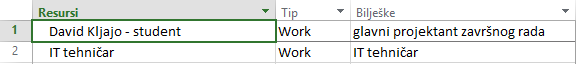 Resursi Tip Bilješke
1 David Kljajo - student Work glavni projektant završnog rada
2 IT tehničar Work IT tehničar